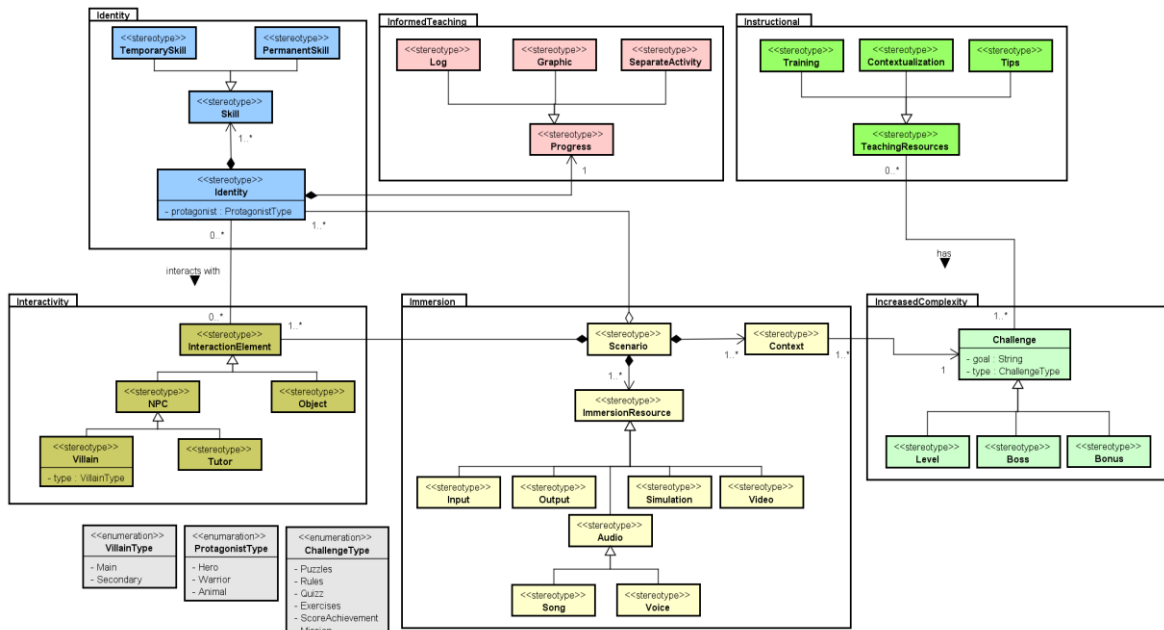 Identity
<<stereotype>>
TemporarySkill
<<stereotype>>
PermanentSkill
<<stereotype>>
Skill
1..*
<<stereotype>>
Identity
- protagonist : ProtagonistType
0..*
1..*
InformedTeaching
<<stereotype>>
Log
<<stereotype>>
Graphic
<<stereotype>>
SeparateActivity
<<stereotype>>
Progress
1
Instructional
<<stereotype>>
Training
<<stereotype>>
Contextualization
<<stereotype>>
Tips
<<stereotype>>
TeachingResources
0..*
interacts with
has
Interactivity
0..*
1..*
<<stereotype>>
InteractionElement
<<stereotype>>
NPC
<<stereotype>>
Object
<<stereotype>>
Villain
- type : VillainType
<<stereotype>>
Tutor
Immersion
<<stereotype>>
Scenario
1..*
<<stereotype>>
Context
1..*
1..*
<<stereotype>>
ImmersionResource
<<stereotype>>
Input
<<stereotype>>
Output
<<stereotype>>
Simulation
<<stereotype>>
Video
<<stereotype>>
Audio
<<stereotype>>
Song
<<stereotype>>
Voice
IncreasedComplexity
1..*
1
<<stereotype>>
Challenge
- goal : String
- type : ChallengeType
<<stereotype>>
Level
<<stereotype>>
Boss
<<stereotype>>
Bonus
<<enumeration>>
VillainType
- Main
- Secondary
<<enumaration>>
ProtagonistType
- Hero
- Warrior
- Animal
<<enumeration>>
ChallengeType
- Puzzles
- Rules
- Quizz
- Exercises
- ScoreAchievement
- Mission